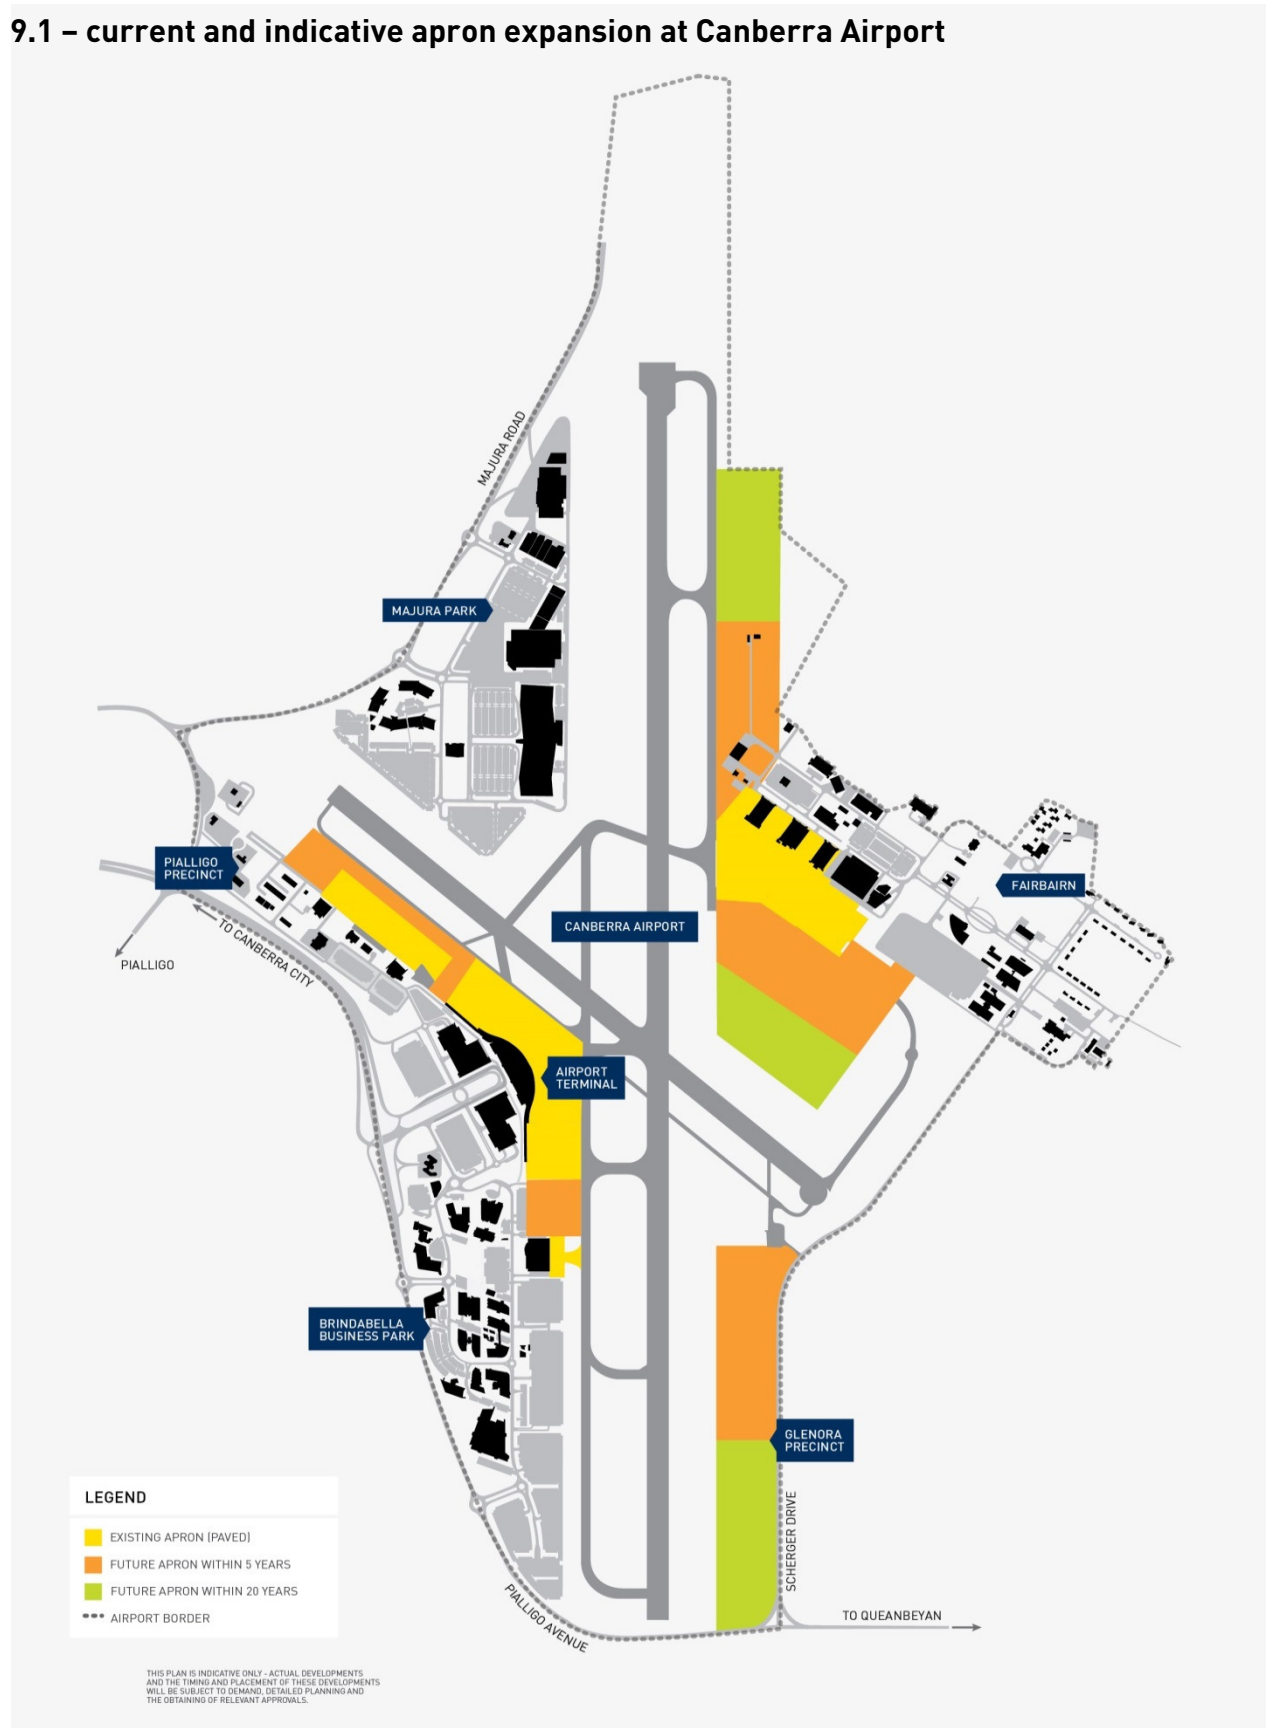 9.1 – current and indicative apron expansion at Canberra Airport
MAJURA ROAD
MAJURA PARK
PIALLIGO
PRECINCT
FAIRBAIRN
CANBERRA AIRPORT
TO CANBERRA CITY
PIALLIGO
AIRPORT
TERMINAL
BRINDABELLA
BUSINESS PARK
GLENORA
PRECINCT
SCHERGER DRIVE
PIALLIGO AVENUE
TO QUEANBEYAN
LEGEND
EXISTING APRON (PAVED)
FUTURE APRON WITHIN 5 YEARS
FUTURE APRON WITHIN 20 YEARS
AIRPORT BORDER
THIS PLAN IS INDICATIVE ONLY - ACTUAL DEVELOPMENTS
AND THE TIMING AND PLACEMENT OF THESE DEVELOPMENTS
WILL BE SUBJECT TO DEMAND, DETAILED PLANNING AND
THE OBTAINING OF RELEVANT APPROVALS.